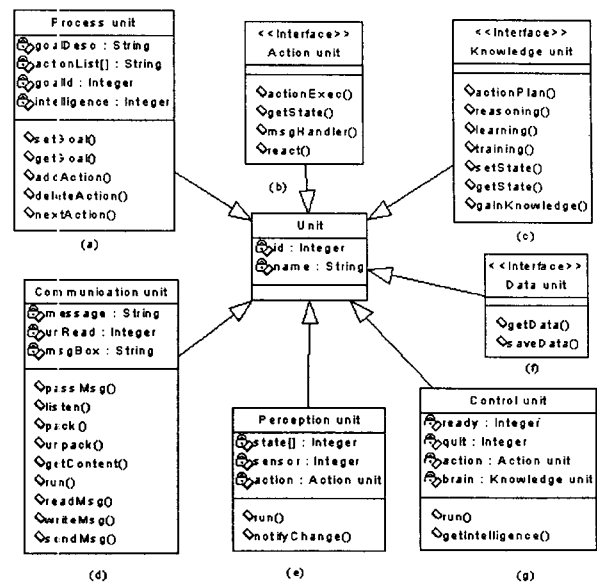 Process unit
goalDesc : String
actionList[] : String
goalId : Integer
intelligence : Integer
setGoal()
getGoal()
addAction()
deleteAction()
nextAction()
(a)
<<Interface>>
Action unit
actionExec()
getState()
msgHandler()
react()
(b)
<<Interface>>
Knowledge unit
actionPlan()
reasoning()
learning()
training()
setState()
getState()
gainKnowledge()
(c)
Unit
id : Integer
name : String
<<Interface>>
Data unit
getData()
saveData()
(f)
Communication unit
message : String
urRead : Integer
msgBox : String
passMsg()
listen()
pack()
unpack()
getContent()
run()
readMsg()
writeMsg()
sendMsg()
(d)
Perception unit
state[] : Integer
sensor : Integer
action : Action unit
run()
notifyChange()
(e)
Control unit
ready : Integer
quit : Integer
action : Action unit
brain : Knowledge unit
run()
getIntelligence()
(g)